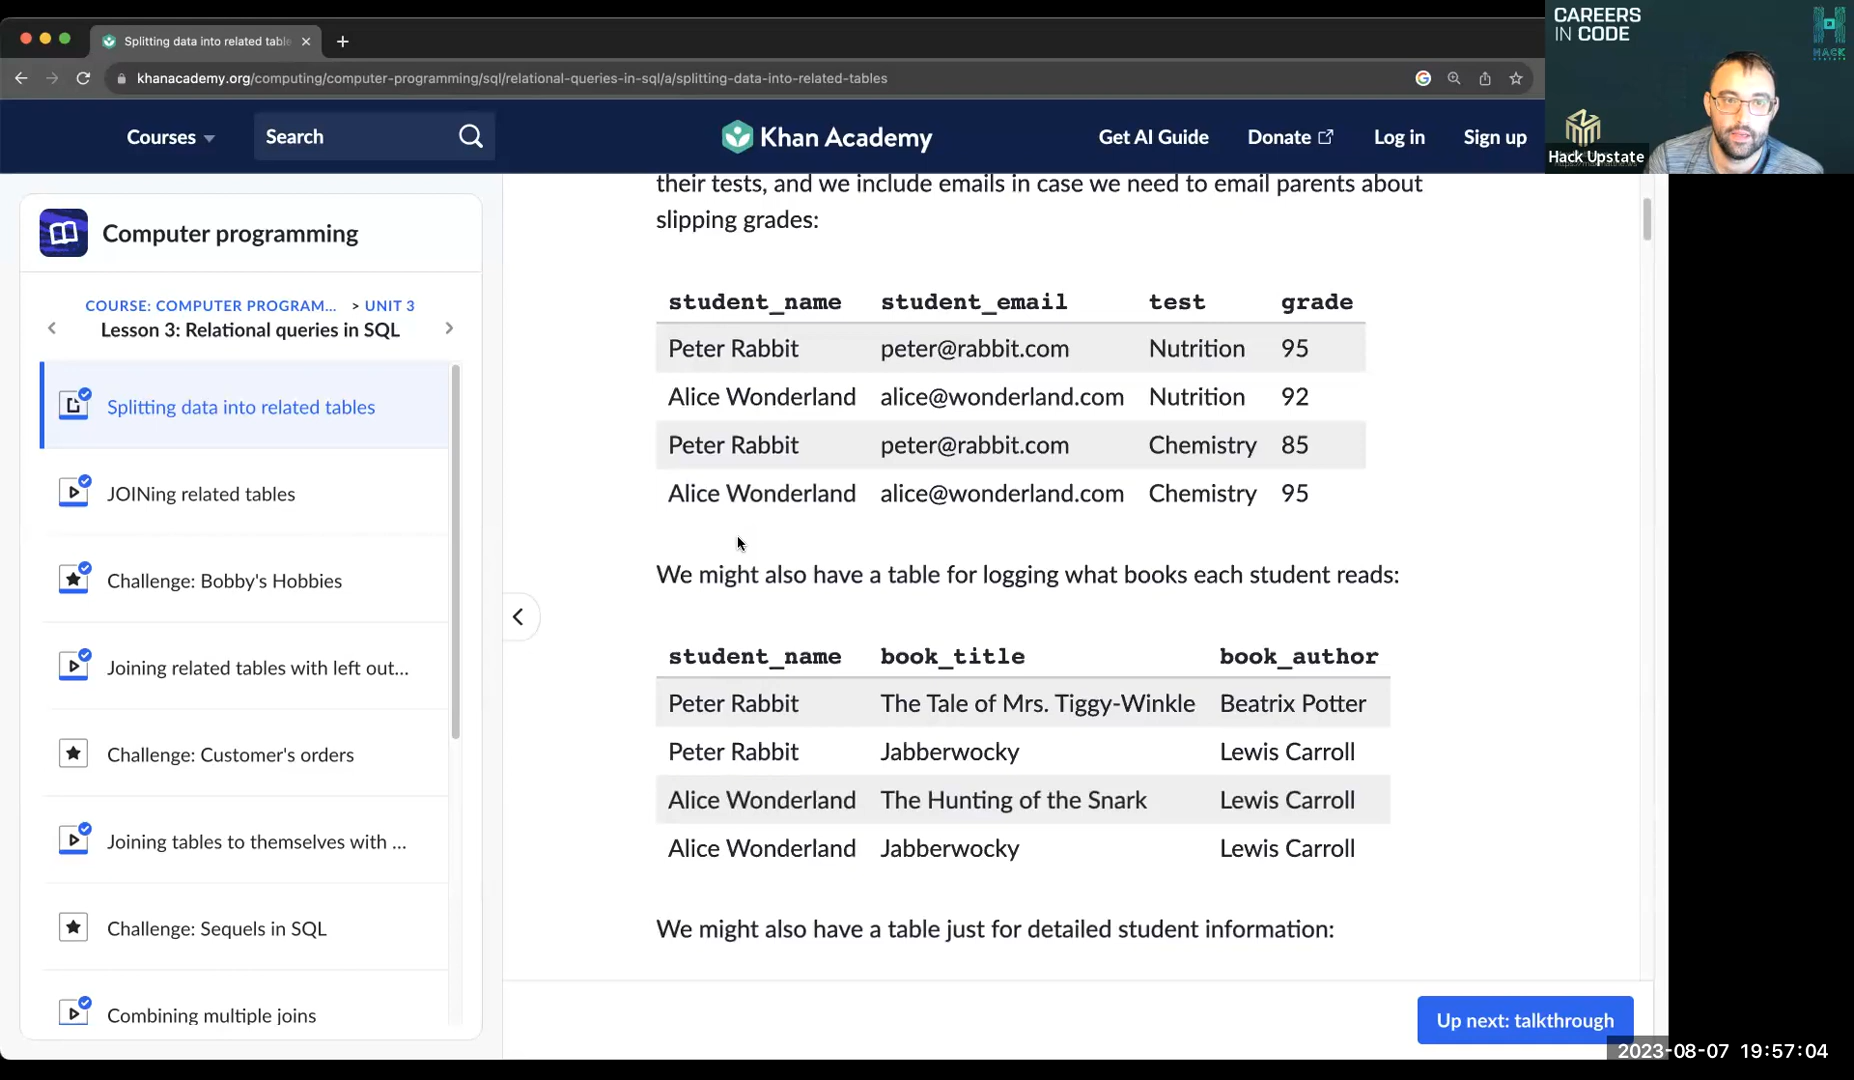 Splitting data into related table
khanacademy.org/computing/computer-programming/sql/relational-queries-in-sql/a/splitting-data-into-related-tables
CAREERS
IN CODE
HACK
Hack Upstate
Courses
Search
Khan Academy
Get AI Guide
Donate
Log in
Sign up
Computer programming
COURSE: COMPUTER PROGRAM... > UNIT 3
Lesson 3: Relational queries in SQL
Splitting data into related tables
JOINing related tables
Challenge: Bobby's Hobbies
Joining related tables with left out...
Challenge: Customer's orders
Joining tables to themselves with ...
Challenge: Sequels in SQL
Combining multiple joins
their tests, and we include emails in case we need to email parents about
slipping grades:
student_name student_email test grade
Peter Rabbit peter@rabbit.com Nutrition 95
Alice Wonderland alice@wonderland.com Nutrition 92
Peter Rabbit peter@rabbit.com Chemistry 85
Alice Wonderland alice@wonderland.com Chemistry 95
We might also have a table for logging what books each student reads:
student_name book_title book_author
Peter Rabbit The Tale of Mrs. Tiggy-Winkle Beatrix Potter
Peter Rabbit Jabberwocky Lewis Carroll
Alice Wonderland The Hunting of the Snark Lewis Carroll
Alice Wonderland Jabberwocky Lewis Carroll
We might also have a table just for detailed student information:
Up next: talkthrough
2023-08-07 19:57:04